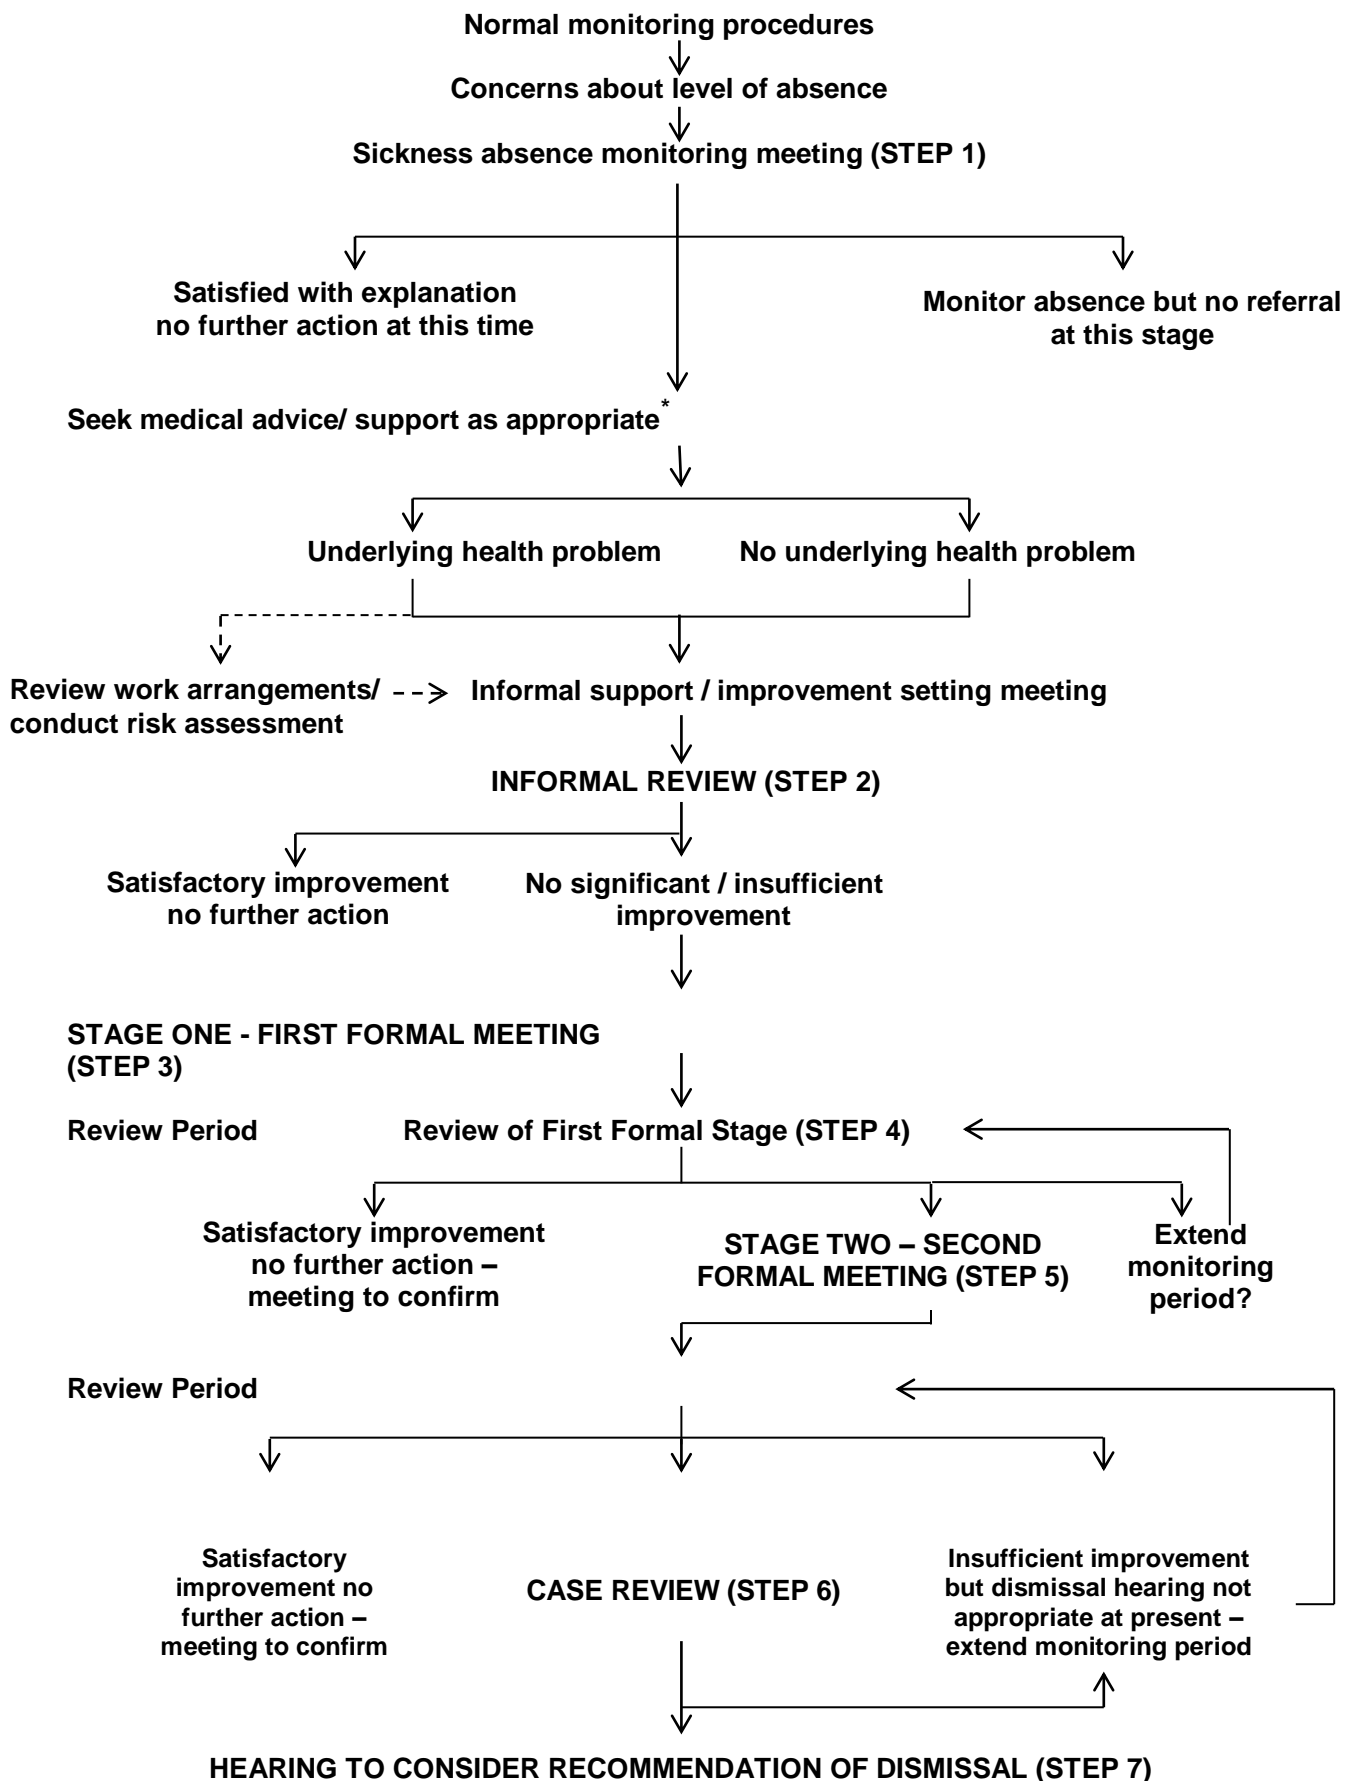 Normal monitoring procedures
Concerns about level of absence
Sickness absence monitoring meeting (STEP 1)
Satisfied with explanation
no further action at this time
Monitor absence but no referral
at this stage
Seek medical advice/ support as appropriate*
Underlying health problem
No underlying health problem
Review work arrangements/
conduct risk assessment
Informal support / improvement setting meeting
INFORMAL REVIEW (STEP 2)
Satisfactory improvement
no further action
No significant / insufficient
improvement
STAGE ONE - FIRST FORMAL MEETING
(STEP 3)
Review Period
Review of First Formal Stage (STEP 4)
Satisfactory improvement
no further action –
meeting to confirm
STAGE TWO – SECOND
FORMAL MEETING (STEP 5)
Extend
monitoring
period?
Review Period
Satisfactory
improvement no
further action –
meeting to confirm
CASE REVIEW (STEP 6)
Insufficient improvement
but dismissal hearing not
appropriate at present –
extend monitoring period
HEARING TO CONSIDER RECOMMENDATION OF DISMISSAL (STEP 7)